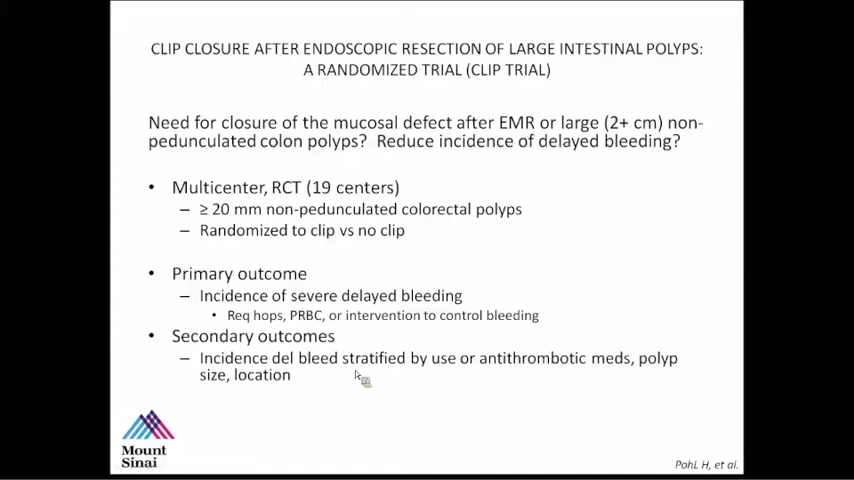 CLIP CLOSURE AFTER ENDOSCOPIC RESECTION OF LARGE INTESTINAL POLYPS:
A RANDOMIZED TRIAL (CLIP TRIAL)
Need for closure of the mucosal defect after EMR or large (2+ cm) non-
pedunculated colon polyps? Reduce incidence of delayed bleeding?
• Multicenter, RCT (19 centers)
– ≥ 20 mm non-pedunculated colorectal polyps
– Randomized to clip vs no clip
• Primary outcome
– Incidence of severe delayed bleeding
• Req hops, PRBC, or intervention to control bleeding
• Secondary outcomes
– Incidence del bleed stratified by use or antithrombotic meds, polyp
size, location
Mount
Sinai
Pohl H, et al.